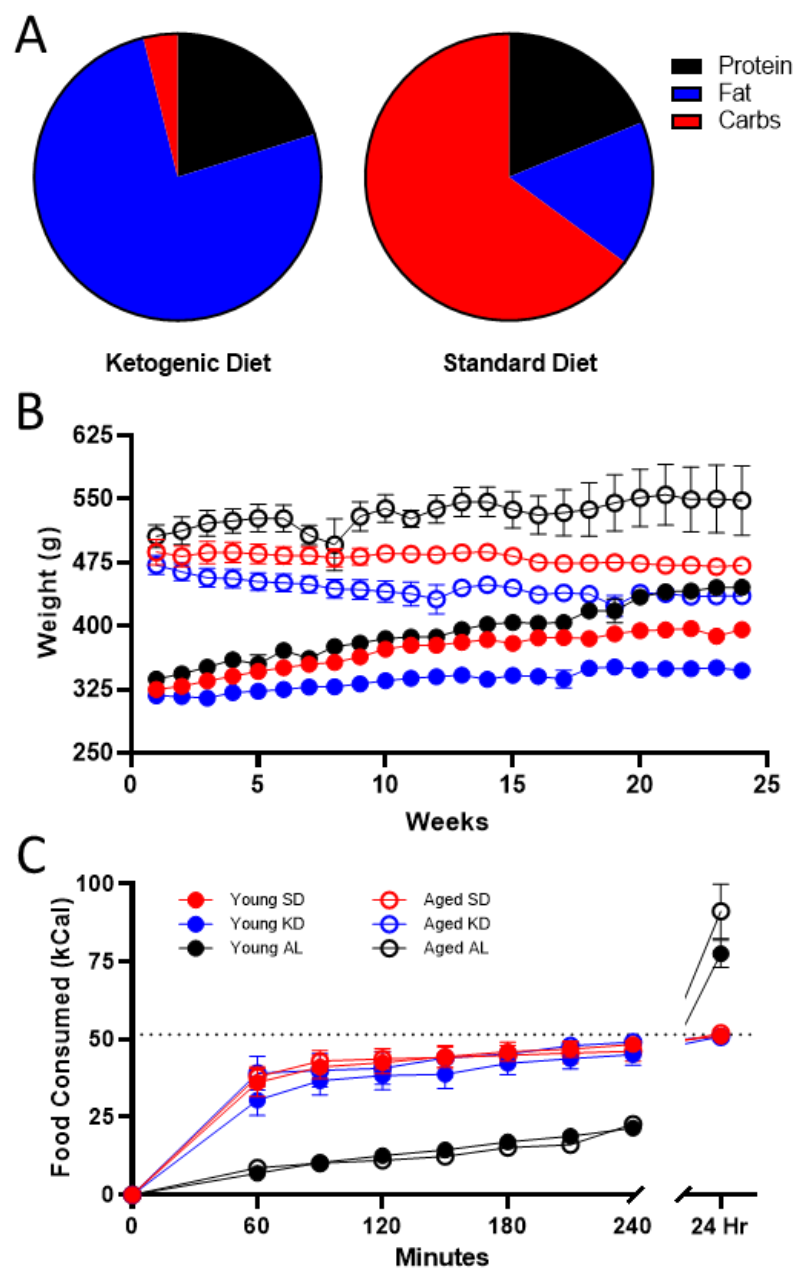 A
Protein
Fat
Carbs
Ketogenic Diet
Standard Diet
B
625
550
475
400
325
250
Weight (g)
0 5 10 15 20 25
Weeks
C
100
75
50
25
0
Food Consumed (kCal)
Young SD Aged SD
Young KD Aged KD
Young AL Aged AL
0 60 120 180 240 24 Hr
Minutes